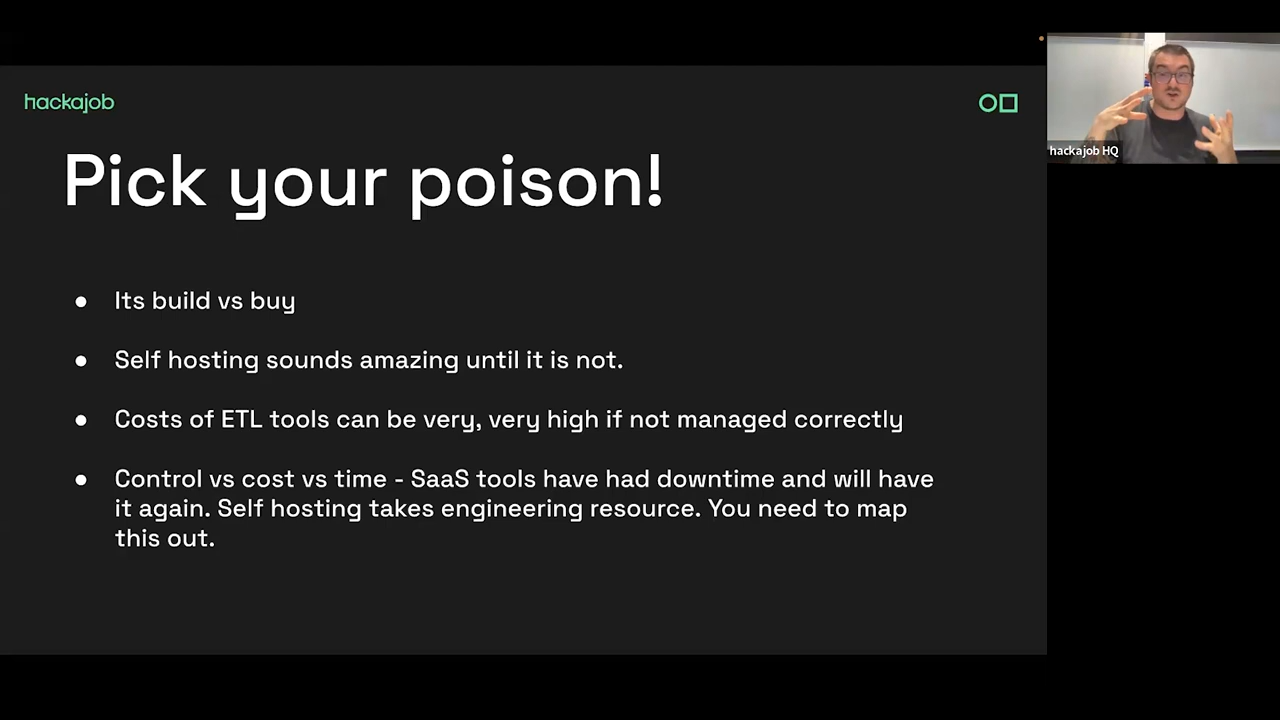 hackajob
Pick your poison!
● Its build vs buy
● Self hosting sounds amazing until it is not.
● Costs of ETL tools can be very, very high if not managed correctly
● Control vs cost vs time - SaaS tools have had downtime and will have
it again. Self hosting takes engineering resource. You need to map
this out.
hackajob HQ